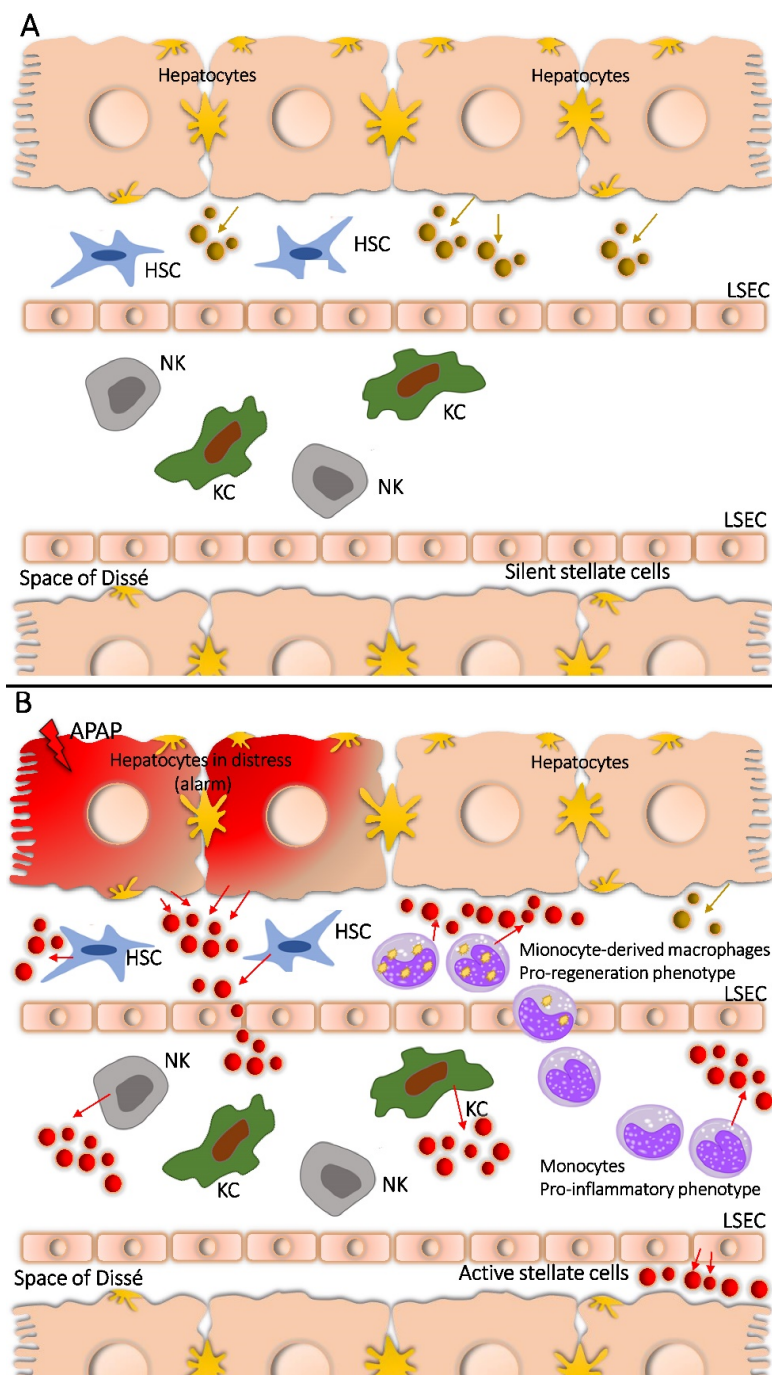 A
Hepatocytes
Hepatocytes
HSC
HSC
LSEC
NK
KC
KC
NK
LSEC
Space of Dissé
Silent stellate cells
B
APAP
Hepatocytes in distress
(alarm)
Hepatocytes
HSC
HSC
Mionocyte-derived macrophages
Pro-regeneration phenotype
LSEC
NK
KC
KC
NK
Monocytes
Pro-inflammatory phenotype
LSEC
Space of Dissé
Active stellate cells